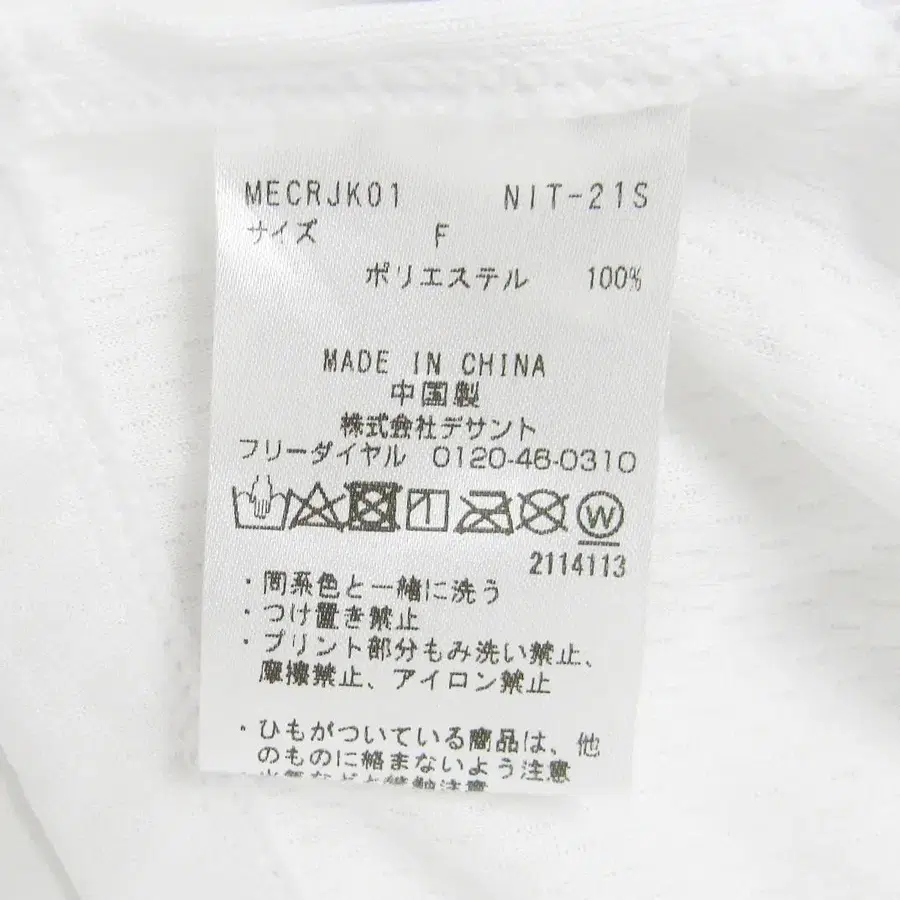 MECRJK01 NIT-21S
サイズ F
ポリエステル 100%
MADE IN CHINA
中国製
株式会社デサント
フリーダイヤル 0120-46-0310
W
2114113
・同系色と一緒に洗う
・つけ置き禁止
・プリント部分もみ洗い禁止、
摩擦禁止、アイロン禁止
・ひもがついている商品は、他
のものに絡まないよう注意